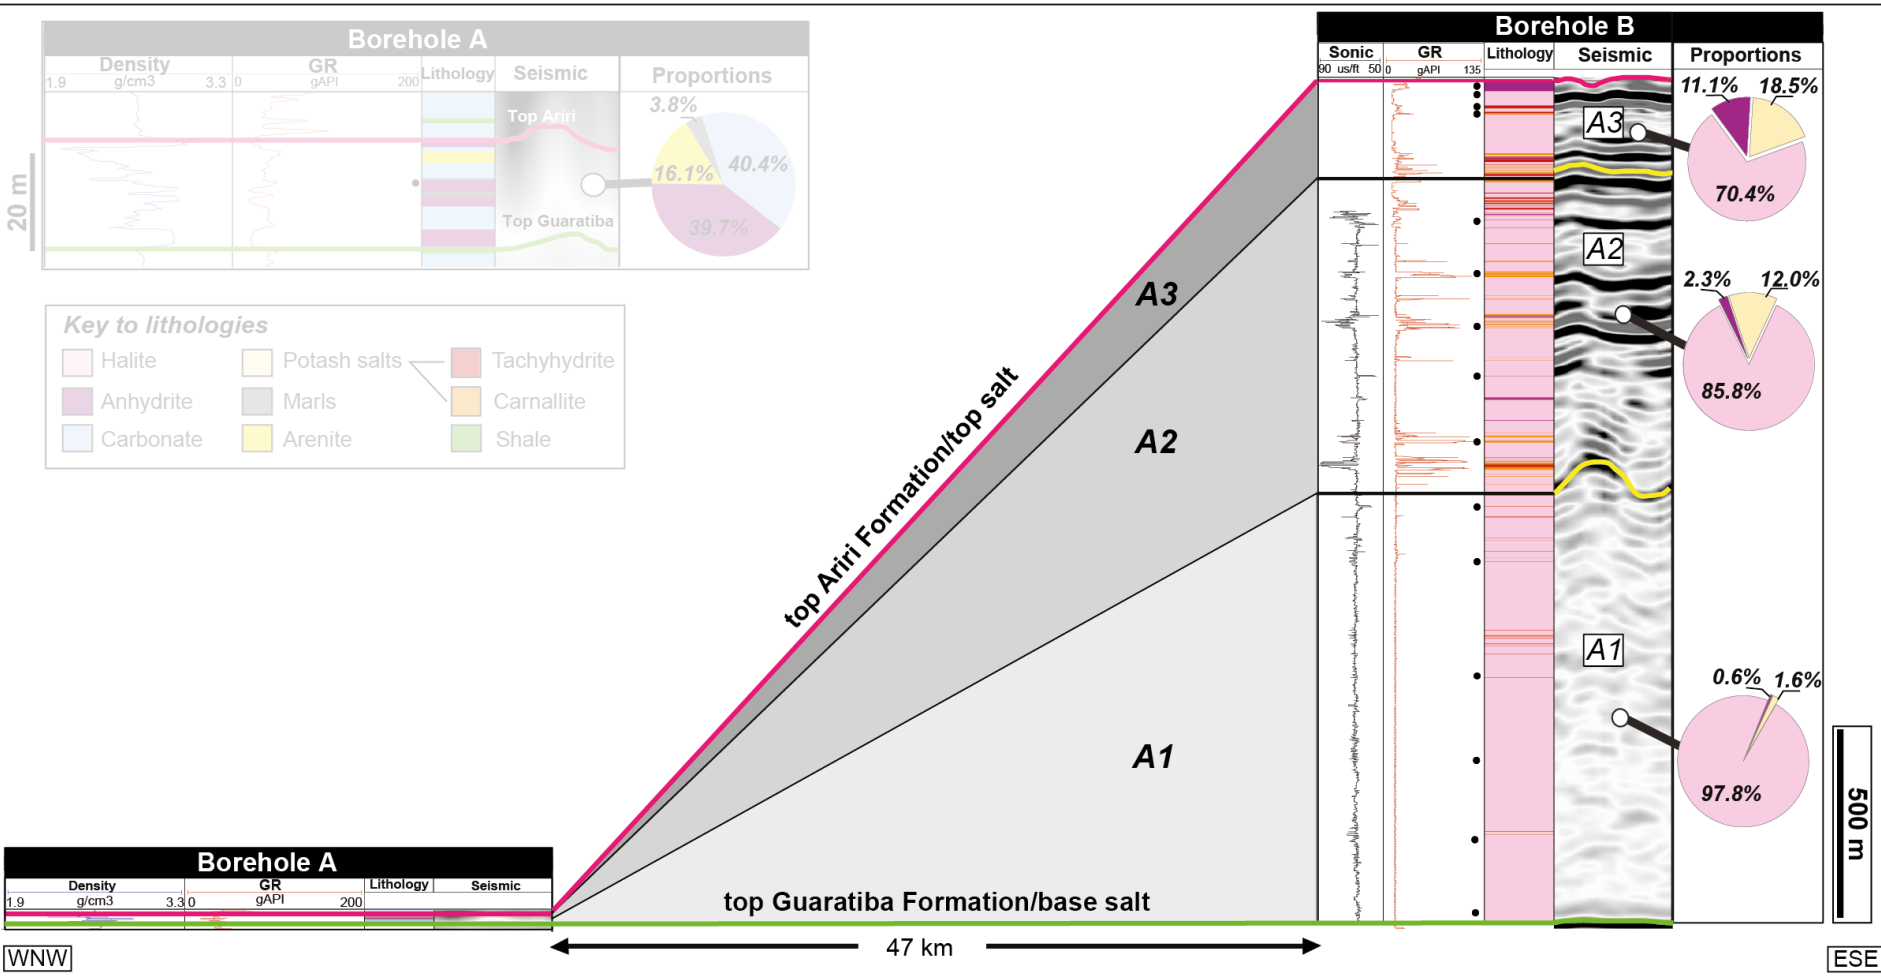 Borehole A
Density
g/cm3
1.9
3.3
GR
gAPI
0
200
Lithology
Seismic
Proportions
Top Ariri
Top Guaratiba
3.8%
40.4%
16.1%
39.7%
20 m
Key to lithologies
Halite
Potash salts
Tachyhydrite
Anhydrite
Marls
Carnallite
Carbonate
Arenite
Shale
Borehole B
Sonic
90 us/ft 50
GR
0 gAPI 135
Lithology
Seismic
Proportions
A3
11.1%
18.5%
70.4%
A2
2.3%
12.0%
85.8%
A1
0.6%
1.6%
97.8%
500 m
A3
A2
A1
top Ariri Formation/top salt
top Guaratiba Formation/base salt
Borehole A
Density
1.9 g/cm3 3.3
GR
0 gAPI 200
Lithology
Seismic
WNW
47 km
ESE